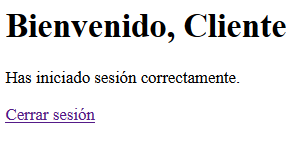 Bienvenido, Cliente
Has iniciado sesión correctamente.
Cerrar sesión